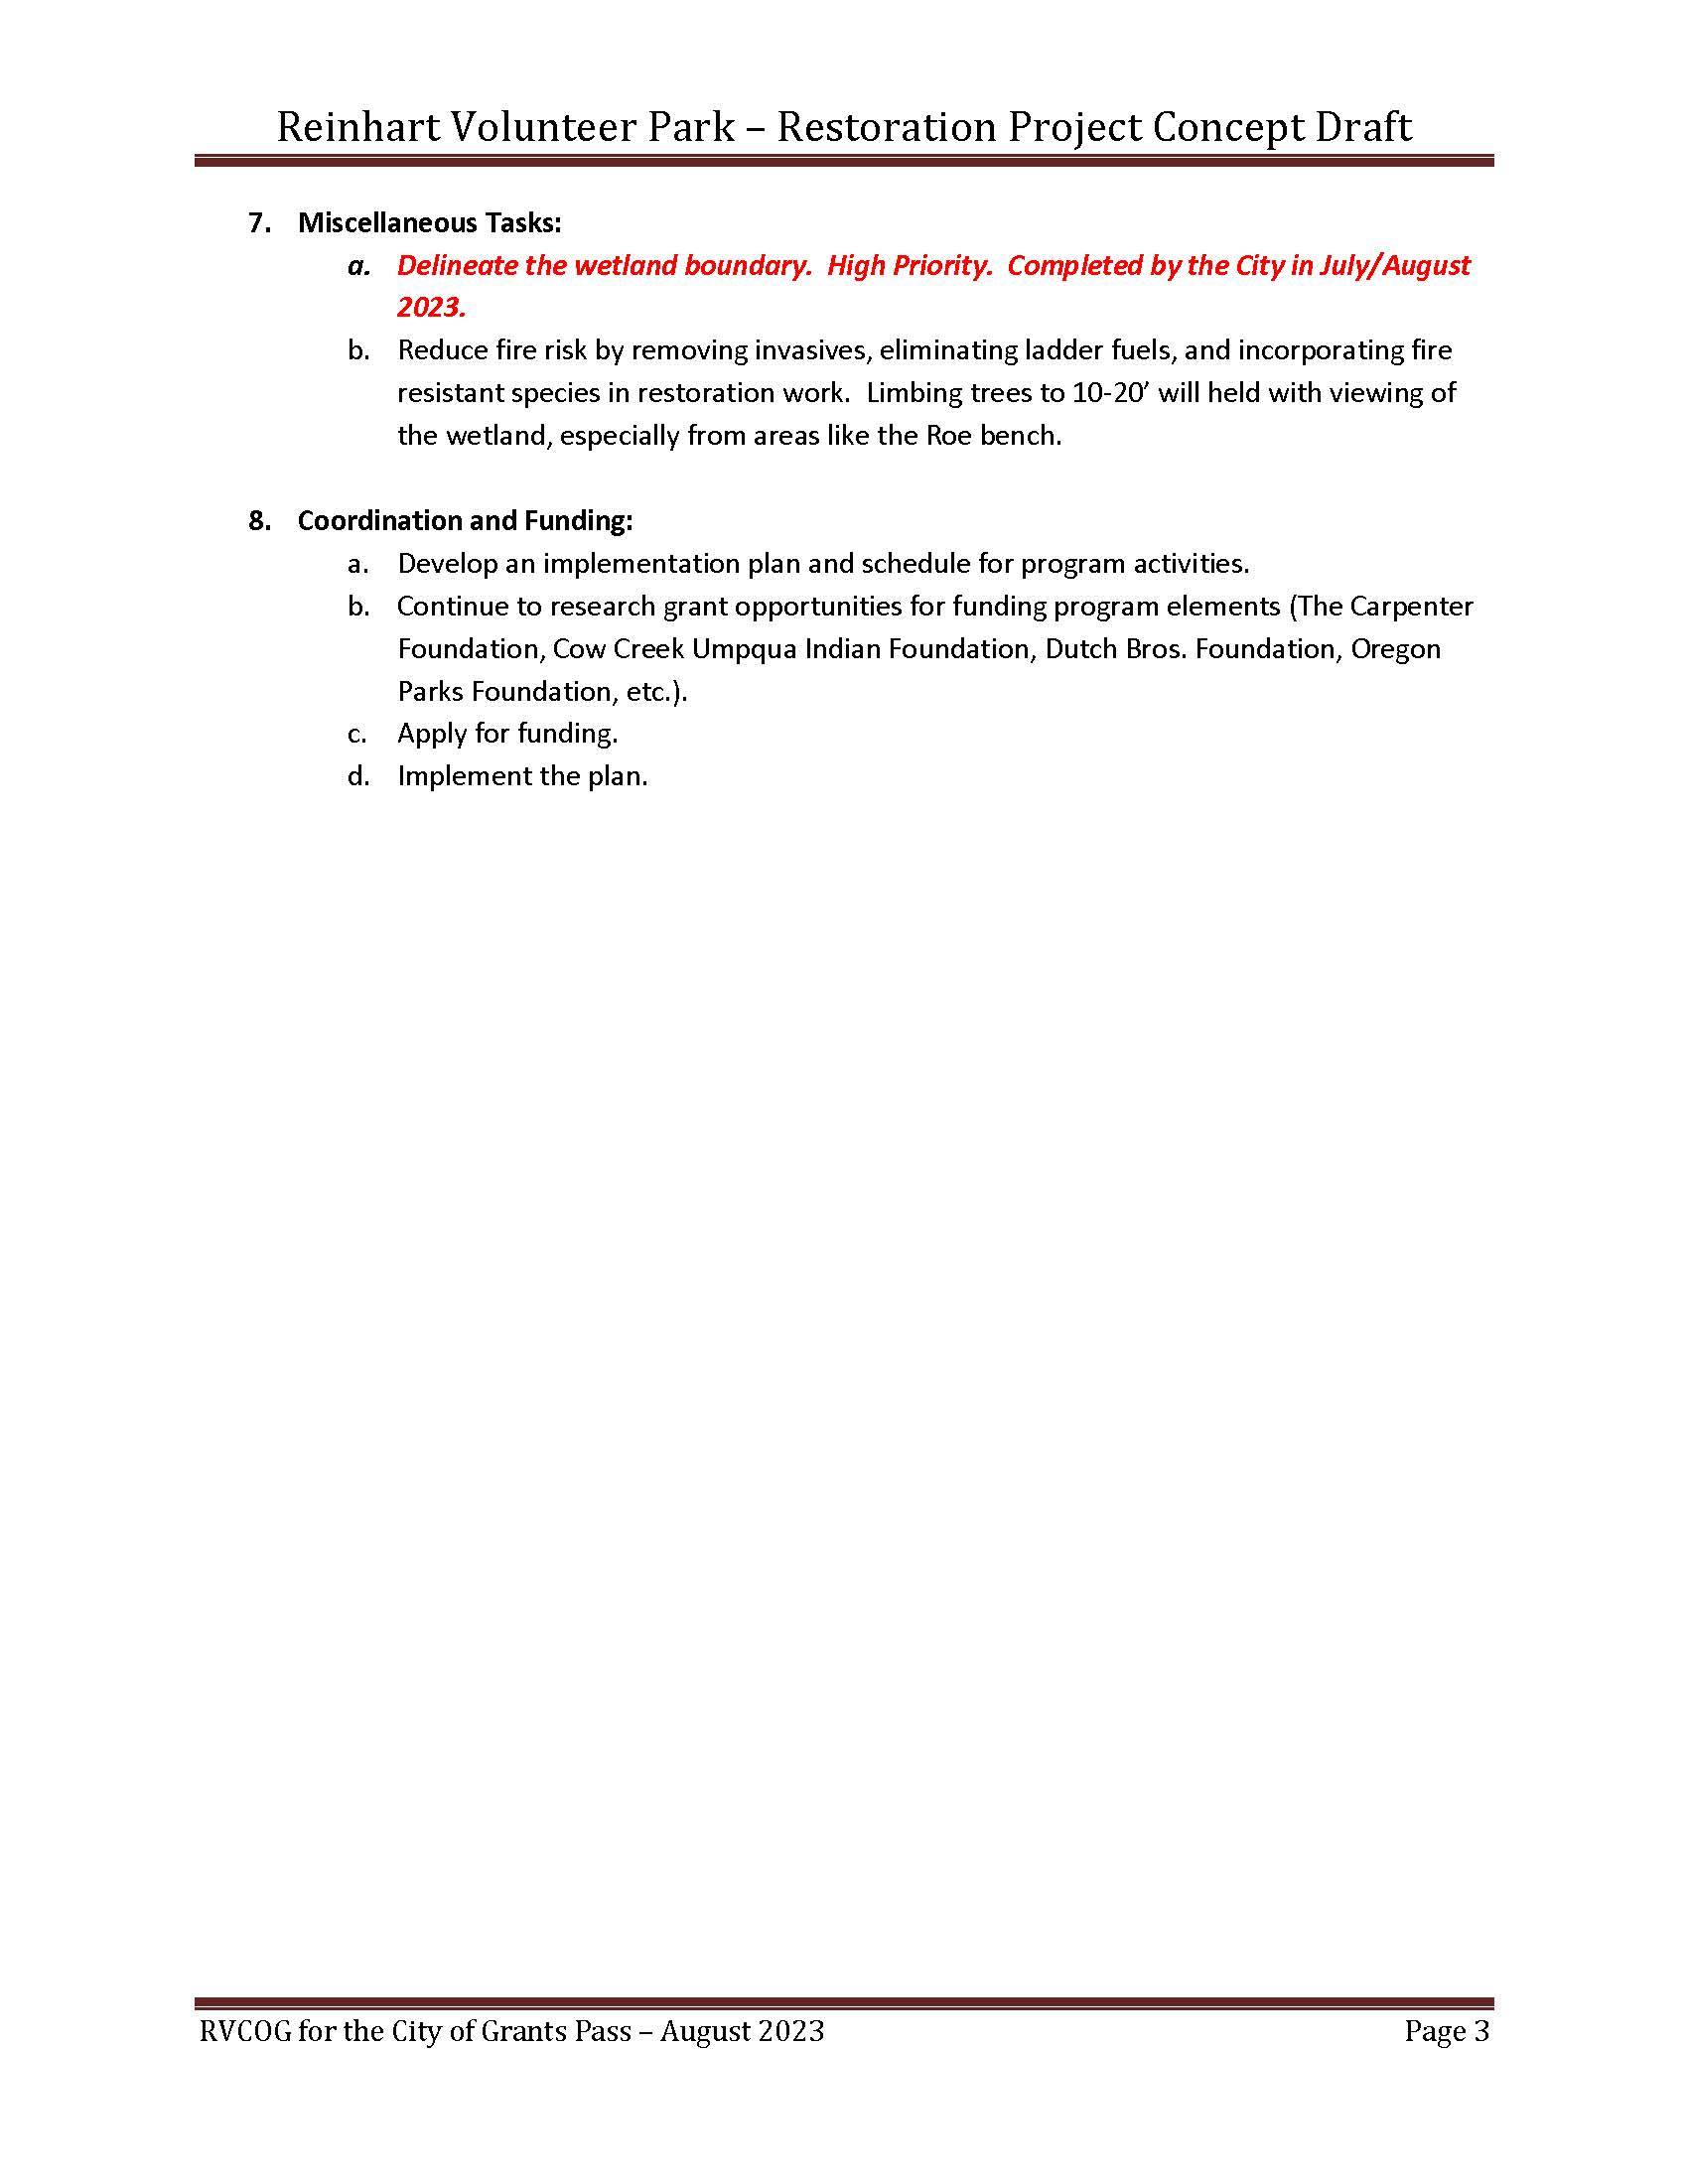 Reinhart Volunteer Park – Restoration Project Concept Draft
7. Miscellaneous Tasks:
a. Delineate the wetland boundary.  High Priority.  Completed by the City in July/August
2023.
b. Reduce fire risk by removing invasives, eliminating ladder fuels, and incorporating fire
resistant species in restoration work.  Limbing trees to 10-20’ will held with viewing of
the wetland, especially from areas like the Roe bench.
8. Coordination and Funding:
a. Develop an implementation plan and schedule for program activities.
b. Continue to research grant opportunities for funding program elements (The Carpenter
Foundation, Cow Creek Umpqua Indian Foundation, Dutch Bros. Foundation, Oregon
Parks Foundation, etc.).
c. Apply for funding.
d. Implement the plan.
RVCOG for the City of Grants Pass – August 2023 Page 3